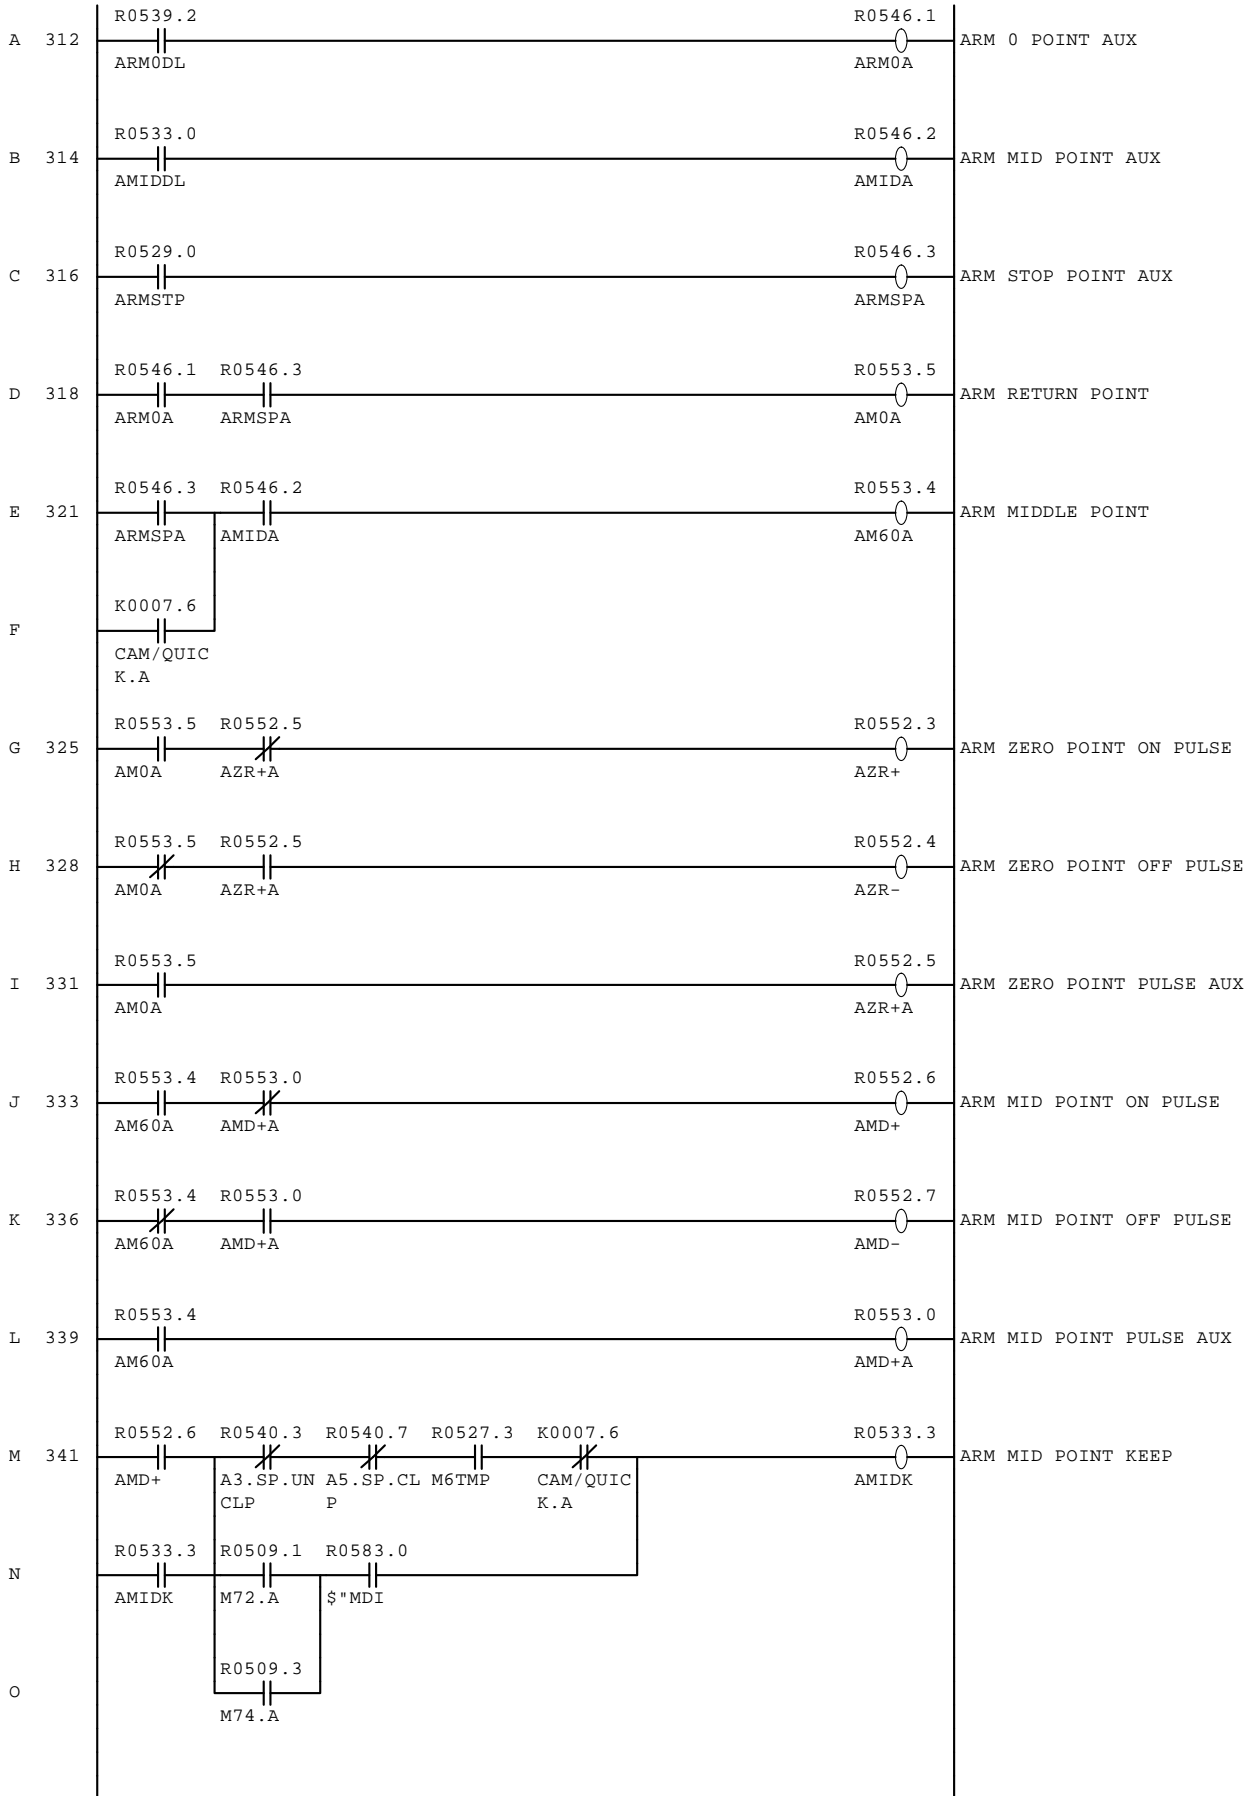 R0539.2 R0546.1
A 312 ARM 0 POINT AUX
ARM0DL ARM0A
R0533.0 R0546.2
B 314 ARM MID POINT AUX
AMIDDL AMIDA
R0529.0 R0546.3
C 316 ARM STOP POINT AUX
ARMSTP ARMSPA
R0546.1 R0546.3 R0553.5
D 318 ARM RETURN POINT
ARM0A ARMSPA AM0A
R0546.3 R0546.2 R0553.4
E 321 ARM MIDDLE POINT
ARMSPA AMIDA AM60A
K0007.6
F
CAM/QUIC
K.A
R0553.5 R0552.5 R0552.3
G 325 ARM ZERO POINT ON PULSE
AM0A AZR+A AZR+
R0553.5 R0552.5 R0552.4
H 328 ARM ZERO POINT OFF PULSE
AM0A AZR+A AZR-
R0553.5 R0552.5
I 331 ARM ZERO POINT PULSE AUX
AM0A AZR+A
R0553.4 R0553.0 R0552.6
J 333 ARM MID POINT ON PULSE
AM60A AMD+A AMD+
R0553.4 R0553.0 R0552.7
K 336 ARM MID POINT OFF PULSE
AM60A AMD+A AMD-
R0553.4 R0553.0
L 339 ARM MID POINT PULSE AUX
AM60A AMD+A
R0552.6 R0540.3 R0540.7 R0527.3 K0007.6 R0533.3
M 341 ARM MID POINT KEEP
AMD+ A3.SP.UN A5.SP.CL M6TMP CAM/QUIC AMIDK
CLP P K.A
R0533.3 R0509.1 R0583.0
N
AMIDK M72.A $"MDI
R0509.3
O
M74.A